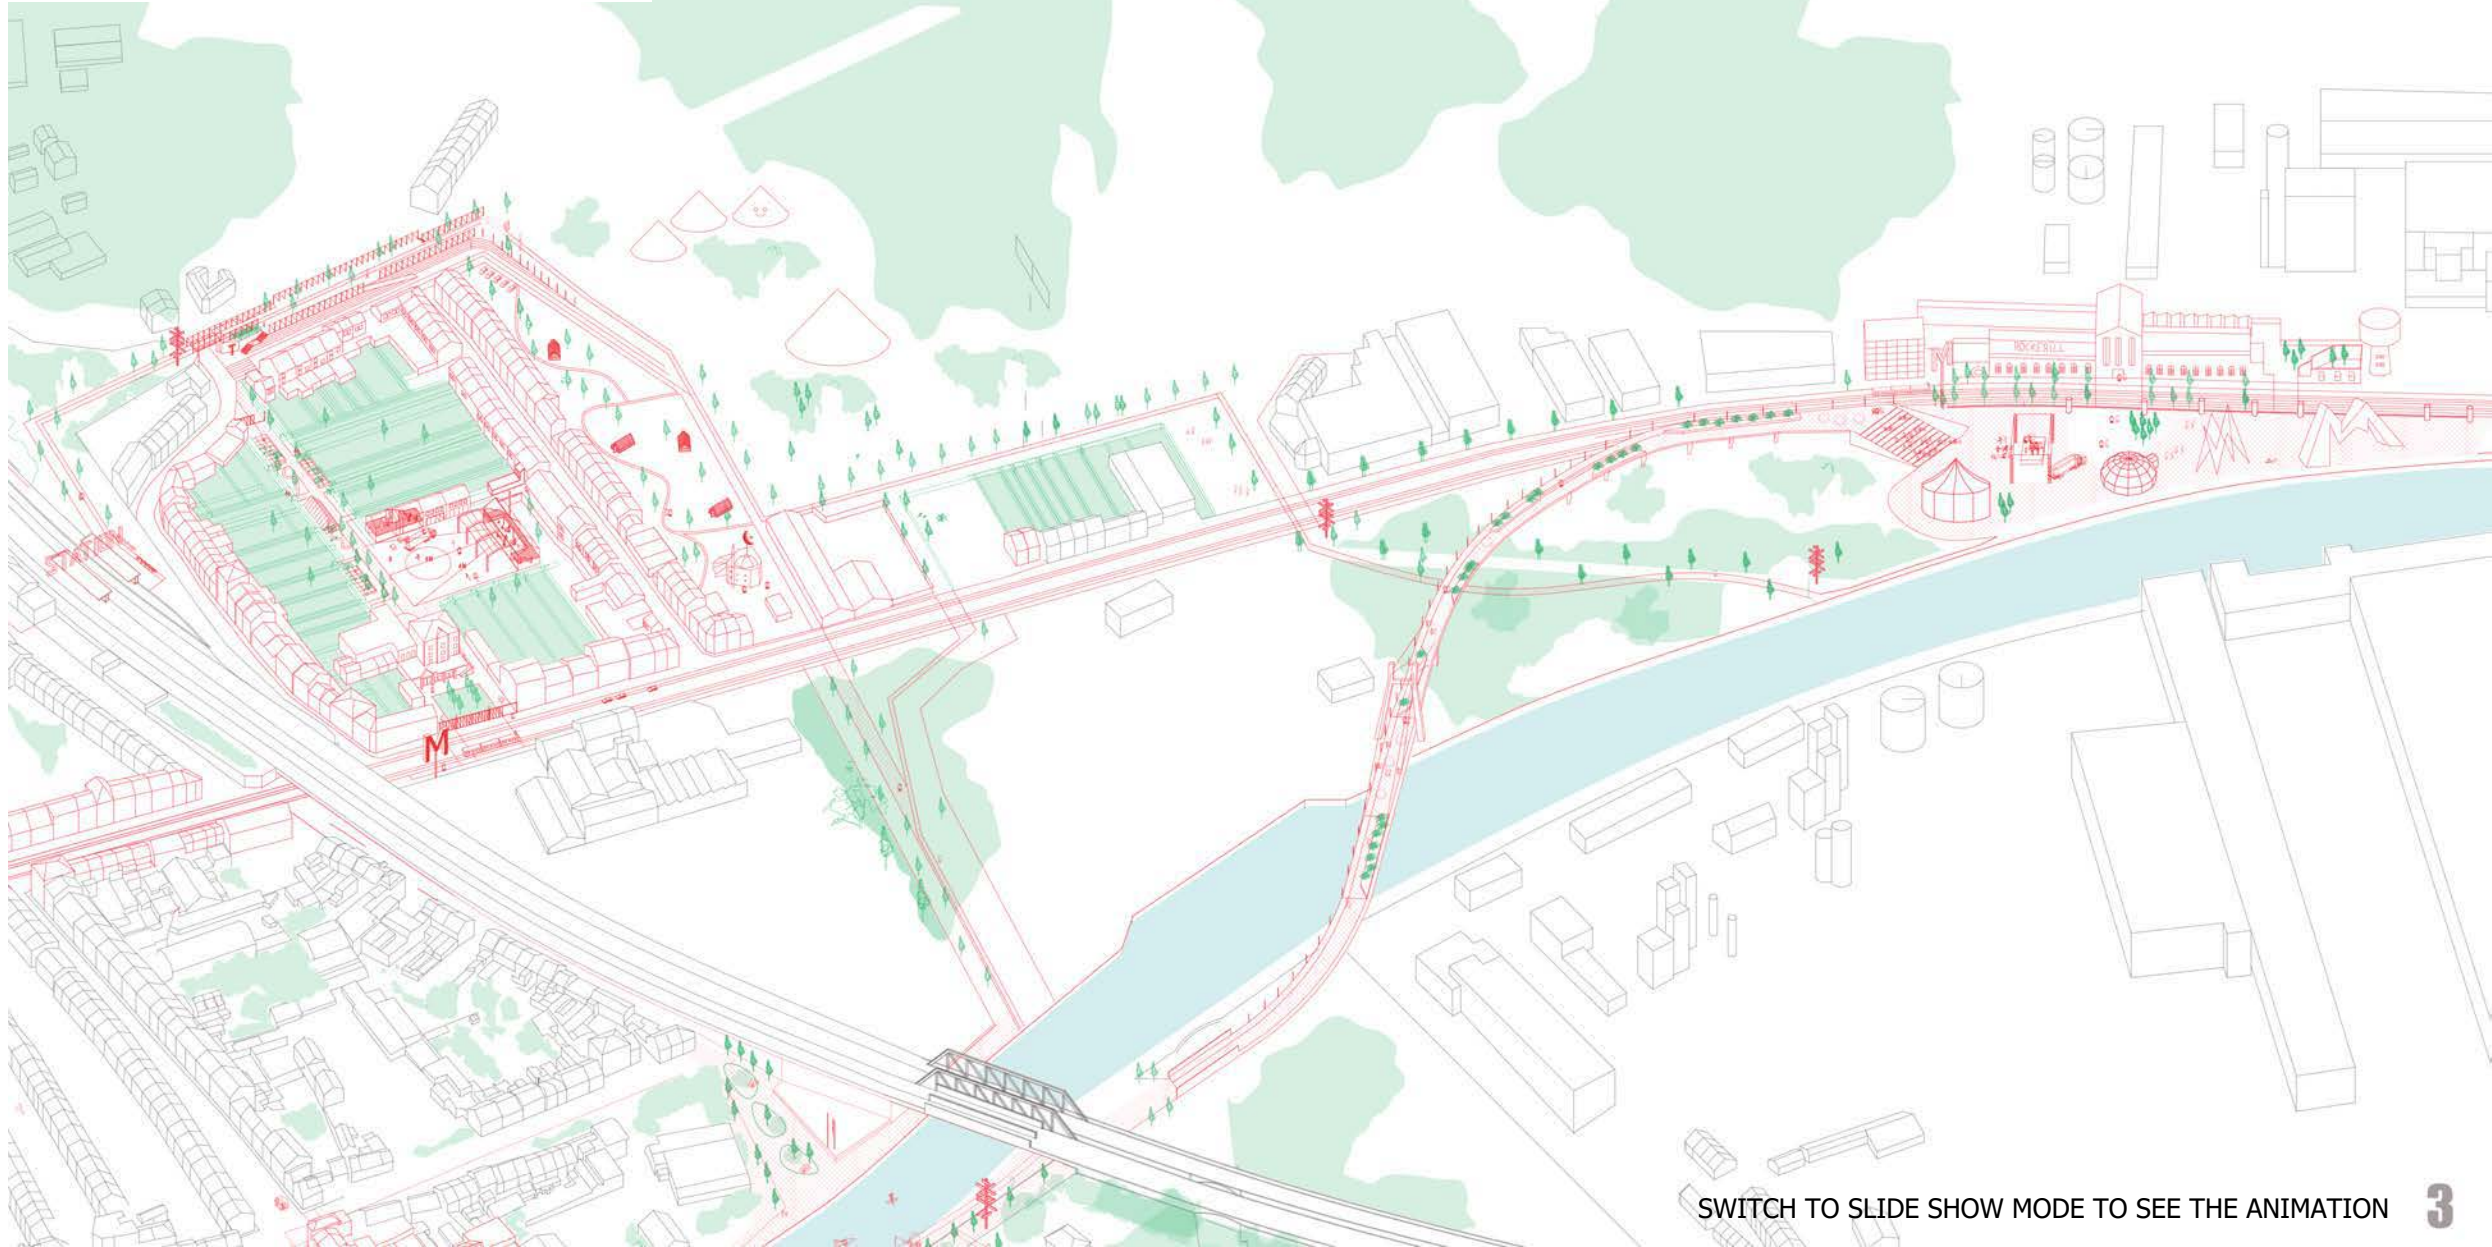 T
STATION
M
SWITCH TO SLIDE SHOW MODE TO SEE THE ANIMATION
3